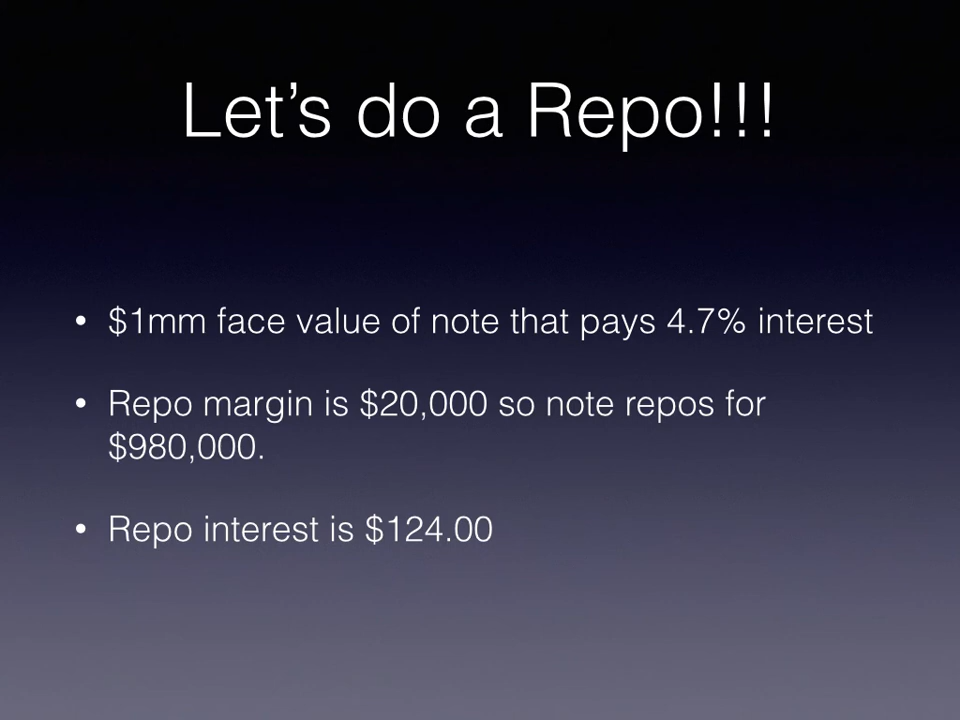 Let’s do a Repo!!!
• $1mm face value of note that pays 4.7% interest
• Repo margin is $20,000 so note repos for
$980,000.
• Repo interest is $124.00